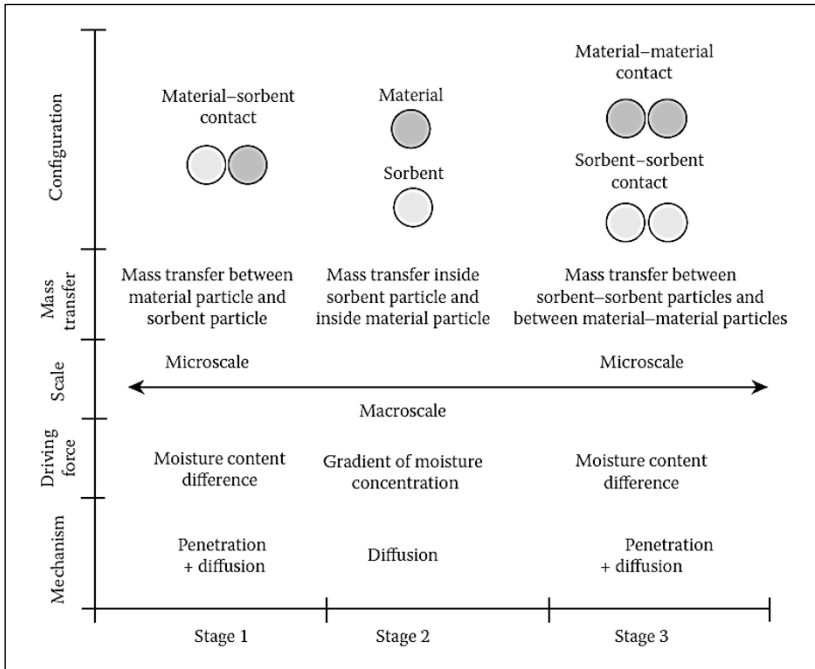 Configuration
Material–sorbent
contact
Material
Sorbent
Material–material
contact
Sorbent–sorbent
contact
Mass
transfer
Mass transfer between
material particle and
sorbent particle
Mass transfer inside
sorbent particle and
inside material particle
Mass transfer between
sorbent–sorbent particles and
between material–material particles
Scale
Microscale
Microscale
Macroscale
Driving
force
Moisture content
difference
Gradient of moisture
concentration
Moisture content
difference
Mechanism
Penetration
+ diffusion
Diffusion
Penetration
+ diffusion
Stage 1
Stage 2
Stage 3